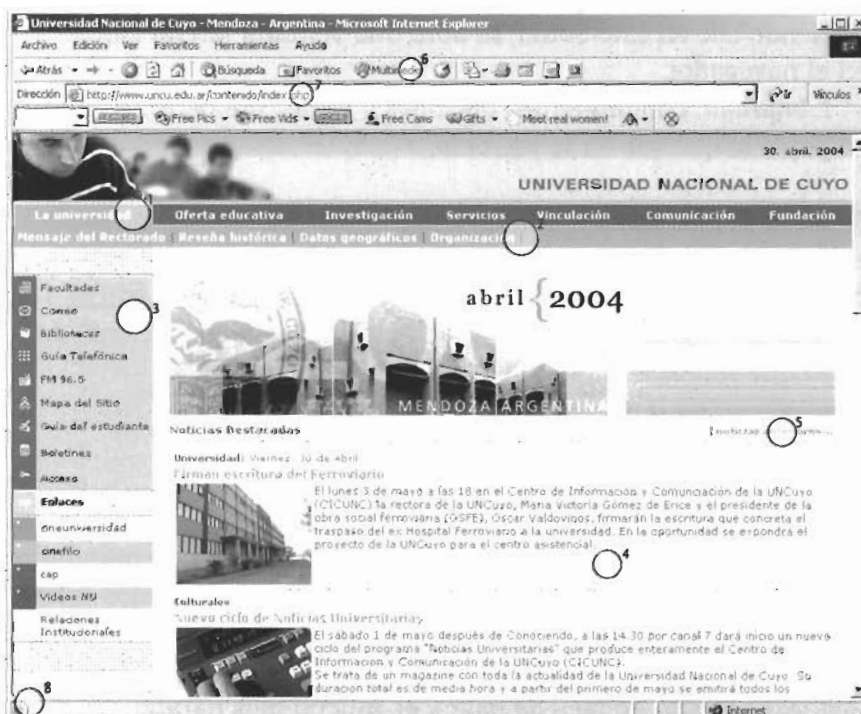 Universidad Nacional de Cuyo - Mendoza - Argentina - Microsoft Internet Explorer
Archivo Edición Ver Favoritos Herramientas Ayuda
Atrás Búsqueda Favoritos Multimedia 6
Dirección http://www.uncu.edu.ar/contenido/index.php 7 Ir Vínculos
Free Pics Free Vids Free Cams Gifts Meet real women!
30. abril. 2004
UNIVERSIDAD NACIONAL DE CUYO
1
La universidad Oferta educativa Investigación Servicios Vinculación Comunicación Fundación
Mensaje del Rectorado | Reseña histórica | Datos geográficos | Organización | 2
Facultades
Correo 3
Bibliotecas
Guía Telefónica
FM 96.5
Mapa del Sitio
Guía del estudiante
Boletines
Acceso
Enlaces
oneuniversidad
cinefilo
cap
Videos NU
Relaciones
Institucionales
abril { 2004
MENDOZA ARGENTINA
Noticias Destacadas
5
Universidad| Viernes, 30 de Abril
Firman escritura del Ferroviario
El lunes 3 de mayo a las 18 en el Centro de Información y Comunicación de la UNCuyo
(CICUNC) la rectora de la UNCuyo, María Victoria Gómez de Erice y el presidente de la
obra social ferroviaria (OSFE), Oscar Valdovinos, firmarán la escritura que concreta el
traspaso del ex Hospital Ferroviario a la universidad. En la oportunidad se expondrá el
proyecto de la UNCuyo para el centro asistencial.
4
Culturales
Nuevo ciclo de Noticias Universitarias
El sábado 1 de mayo después de Conociendo, a las 14.30 por canal 7 dará inicio un nuevo
ciclo del programa "Noticias Universitarias" que produce enteramente el Centro de
Información y Comunicación de la UNCuyo (CICUNC).
Se trata de un magazine con toda la actualidad de la Universidad Nacional de Cuyo. Su
duración total es de media hora y a partir del primero de mayo se emitirá todos los
8
Internet